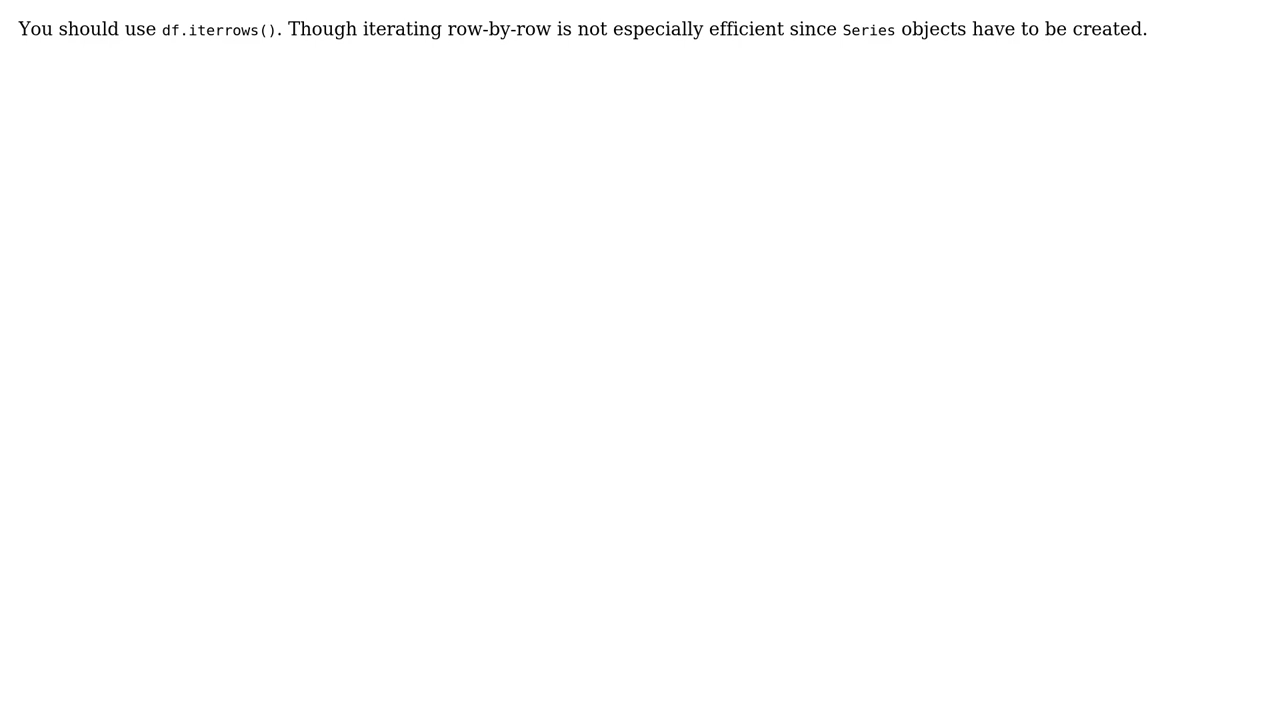 You should use df.iterrows(). Though iterating row-by-row is not especially efficient since Series objects have to be created.